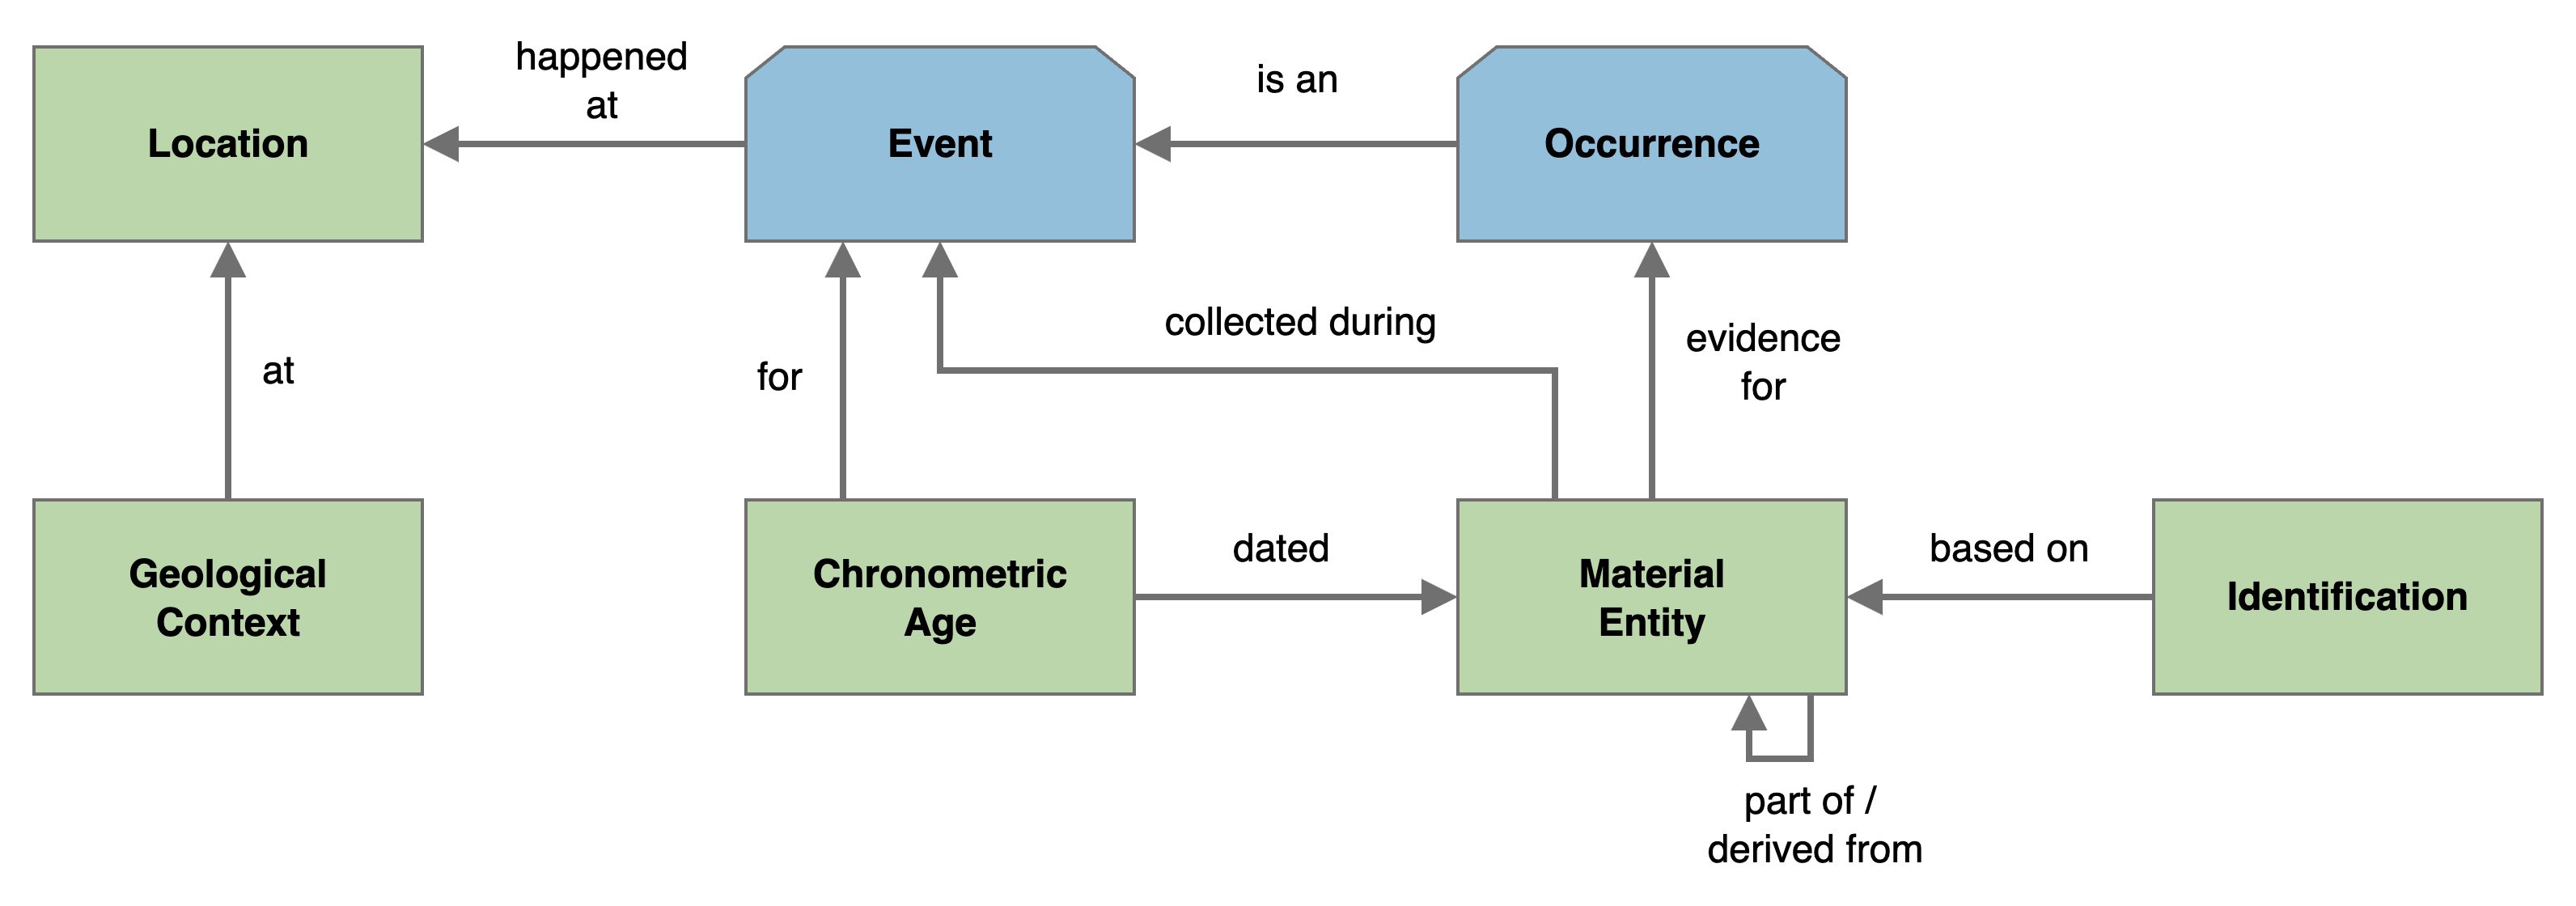 happened
at
is an
Location
Event
Occurrence
collected during
evidence
for
at
for
dated
based on
Geological
Context
Chronometric
Age
Material
Entity
Identification
part of /
derived from